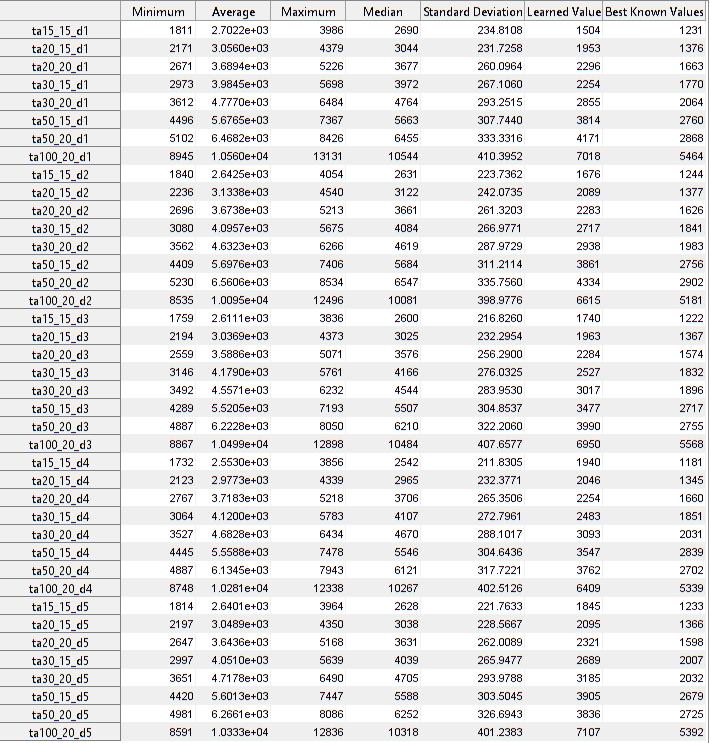 Minimum Average Maximum Median Standard Deviation Learned Value Best Known Values
ta15_15_d1 1811 2.7022e+03 3986 2690 234.8108 1504 1231
ta20_15_d1 2171 3.0560e+03 4379 3044 231.7258 1953 1376
ta20_20_d1 2671 3.6894e+03 5226 3677 260.0964 2296 1663
ta30_15_d1 2973 3.9845e+03 5698 3972 267.1060 2254 1770
ta30_20_d1 3612 4.7770e+03 6484 4764 293.2515 2855 2064
ta50_15_d1 4496 5.6765e+03 7367 5663 307.7440 3814 2760
ta50_20_d1 5102 6.4682e+03 8426 6455 333.3316 4171 2868
ta100_20_d1 8945 1.0560e+04 13131 10544 410.3952 7018 5464
ta15_15_d2 1840 2.6425e+03 4054 2631 223.7362 1676 1244
ta20_15_d2 2236 3.1338e+03 4540 3122 242.0735 2089 1377
ta20_20_d2 2696 3.6738e+03 5213 3661 261.3203 2283 1626
ta30_15_d2 3080 4.0957e+03 5675 4084 266.9771 2717 1841
ta30_20_d2 3562 4.6323e+03 6266 4619 287.9729 2938 1983
ta50_15_d2 4409 5.6976e+03 7406 5684 311.2114 3861 2756
ta50_20_d2 5230 6.5606e+03 8534 6547 335.7560 4334 2902
ta100_20_d2 8535 1.0095e+04 12496 10081 398.9776 6615 5181
ta15_15_d3 1759 2.6111e+03 3836 2600 216.8260 1740 1222
ta20_15_d3 2194 3.0369e+03 4373 3025 232.2954 1963 1367
ta20_20_d3 2559 3.5886e+03 5071 3576 256.2900 2284 1574
ta30_15_d3 3146 4.1790e+03 5761 4166 276.0325 2527 1832
ta30_20_d3 3492 4.5571e+03 6232 4544 283.9530 3017 1896
ta50_15_d3 4289 5.5205e+03 7193 5507 304.8537 3477 2717
ta50_20_d3 4887 6.2228e+03 8050 6210 322.2060 3990 2755
ta100_20_d3 8867 1.0499e+04 12898 10484 407.6577 6950 5568
ta15_15_d4 1732 2.5530e+03 3856 2542 211.8305 1940 1181
ta20_15_d4 2123 2.9773e+03 4339 2965 232.3771 2046 1345
ta20_20_d4 2767 3.7183e+03 5218 3706 265.3506 2254 1660
ta30_15_d4 3064 4.1200e+03 5783 4107 272.7961 2483 1851
ta30_20_d4 3527 4.6828e+03 6434 4670 288.1017 3093 2031
ta50_15_d4 4445 5.5588e+03 7478 5546 304.6436 3547 2839
ta50_20_d4 4887 6.1345e+03 7943 6121 317.7221 3762 2702
ta100_20_d4 8748 1.0281e+04 12338 10267 402.5126 6409 5339
ta15_15_d5 1814 2.6401e+03 3964 2628 221.7633 1845 1233
ta20_15_d5 2197 3.0489e+03 4350 3038 228.5667 2095 1366
ta20_20_d5 2647 3.6436e+03 5168 3631 262.0089 2321 1598
ta30_15_d5 2997 4.0510e+03 5639 4039 265.9477 2689 2007
ta30_20_d5 3651 4.7178e+03 6490 4705 293.9788 3185 2032
ta50_15_d5 4420 5.6013e+03 7447 5588 303.5045 3905 2679
ta50_20_d5 4981 6.2661e+03 8086 6252 326.6943 3836 2725
ta100_20_d5 8591 1.0333e+04 12836 10318 401.2383 7107 5392